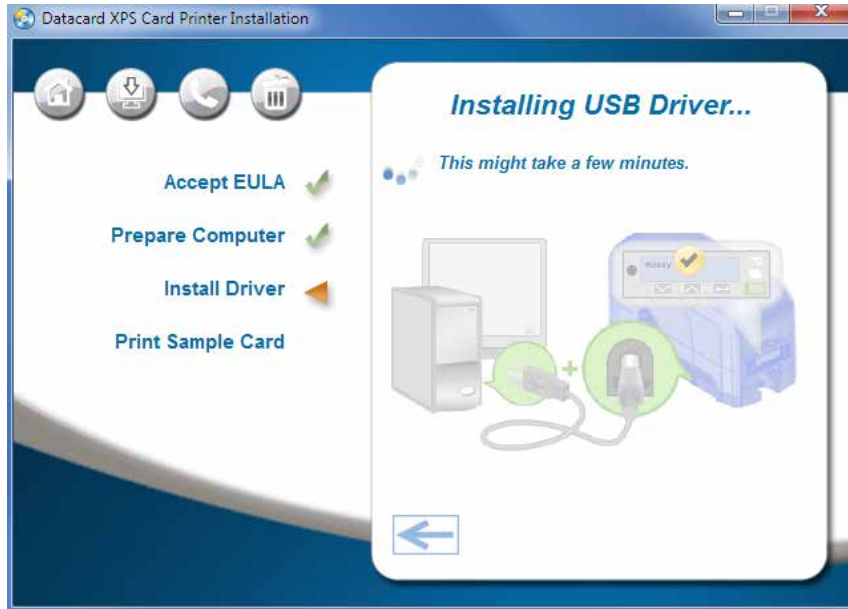 Datacard XPS Card Printer Installation
Installing USB Driver...
This might take a few minutes.
Accept EULA
Prepare Computer
Install Driver
Print Sample Card